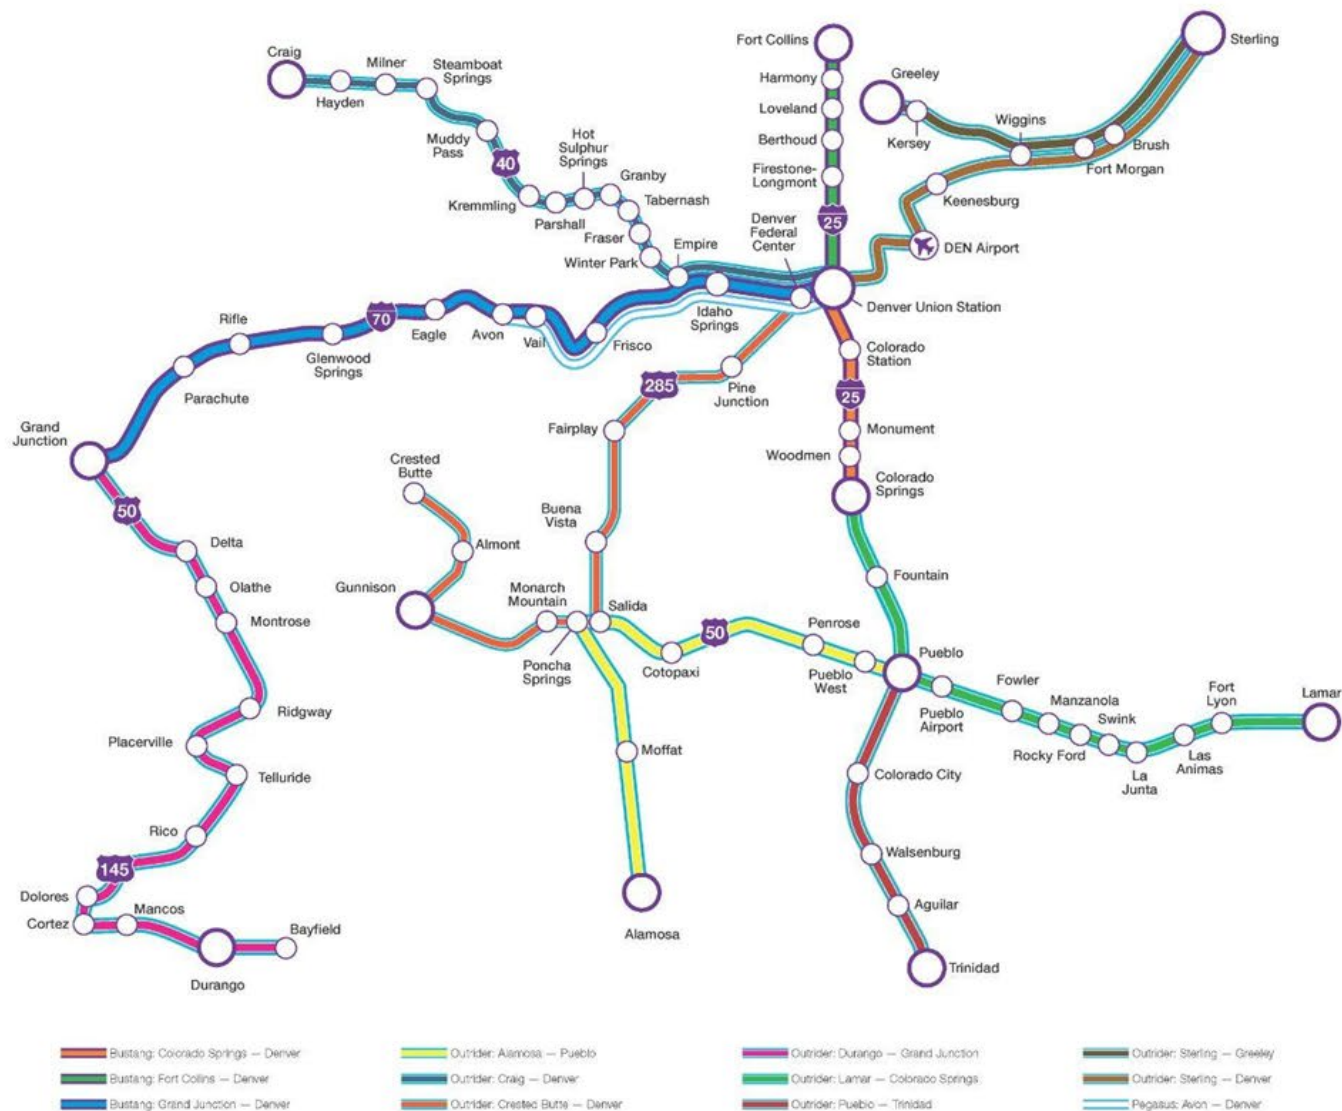 Craig
Hayden
Milner
Steamboat
Springs
Muddy
Pass
40
Kremmling
Parshall
Hot
Sulphur
Springs
Granby
Tabernash
Fraser
Winter Park
Empire
Denver
Federal
Center
Fort Collins
Harmony
Loveland
Berthoud
Firestone-
Longmont
25
Greeley
Kersey
Wiggins
Sterling
Brush
Fort Morgan
Keenesburg
DEN Airport
Denver Union Station
Idaho
Springs
Frisco
Vail
Avon
Eagle
70
Glenwood
Springs
Rifle
Parachute
Grand
Junction
50
Delta
Olathe
Montrose
Ridgway
Placerville
Telluride
Rico
145
Dolores
Cortez
Mancos
Durango
Bayfield
285
Pine
Junction
Fairplay
Buena
Vista
Crested
Butte
Almont
Gunnison
Monarch
Mountain
Poncha
Springs
Salida
Cotopaxi
50
Penrose
Pueblo
West
Moffat
Alamosa
Colorado
Station
25
Monument
Woodmen
Colorado
Springs
Fountain
Pueblo
Pueblo
Airport
Fowler
Manzanola
Rocky Ford
Swink
La
Junta
Las
Animas
Fort
Lyon
Lamar
Colorado City
Walsenburg
Aguilar
Trinidad
Bustang: Colorado Springs — Denver
Bustang: Fort Collins — Denver
Bustang: Grand Junction — Denver
Outrider: Alamosa — Pueblo
Outrider: Craig — Denver
Outrider: Crested Butte — Denver
Outrider: Durango — Grand Junction
Outrider: Lamar — Colorado Springs
Outrider: Pueblo — Trinidad
Outrider: Sterling — Greeley
Outrider: Sterling — Denver
Pegasus: Avon — Denver